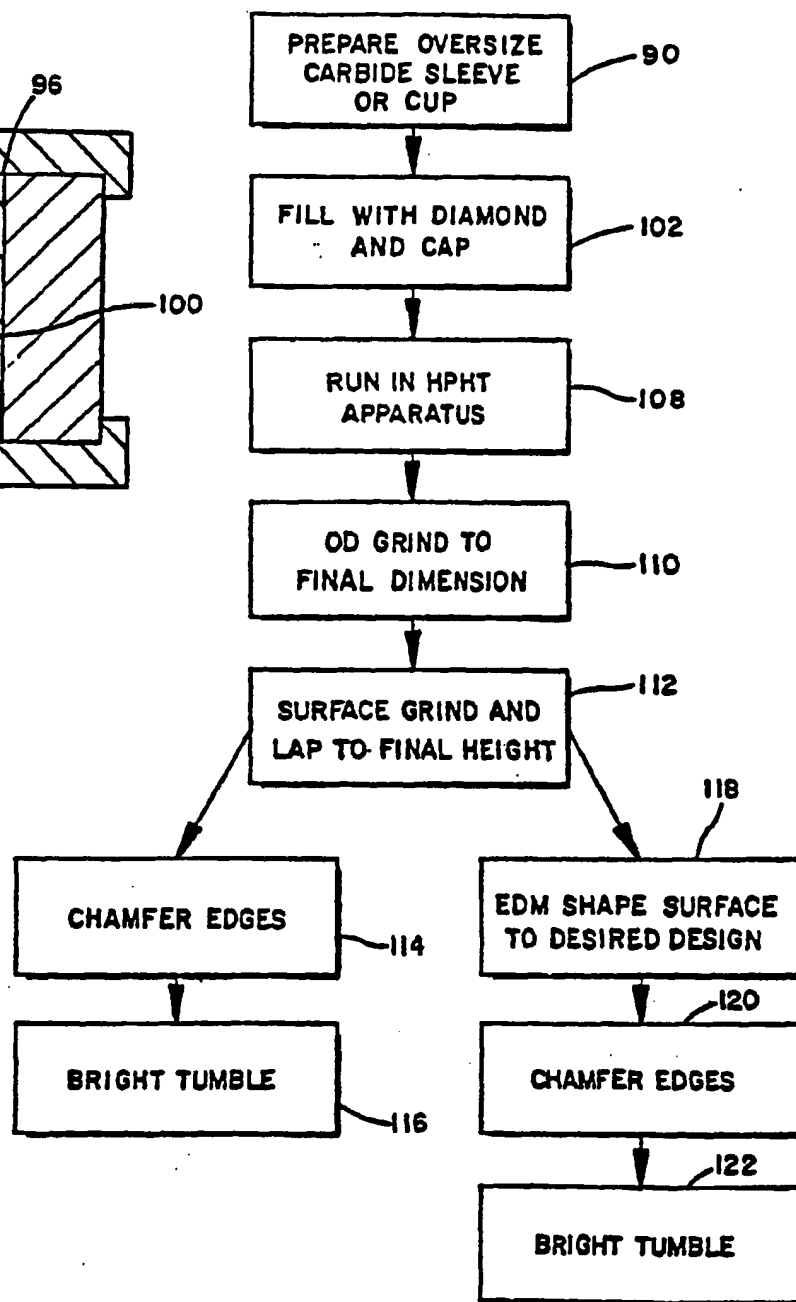 96
100
PREPARE OVERSIZE
CARBIDE SLEEVE
OR CUP
90
FILL WITH DIAMOND
AND CAP
102
RUN IN HPHT
APPARATUS
108
OD GRIND TO
FINAL DIMENSION
110
SURFACE GRIND AND
LAP TO FINAL HEIGHT
112
CHAMFER EDGES
114
BRIGHT TUMBLE
116
118
EDM SHAPE SURFACE
TO DESIRED DESIGN
120
CHAMFER EDGES
122
BRIGHT TUMBLE